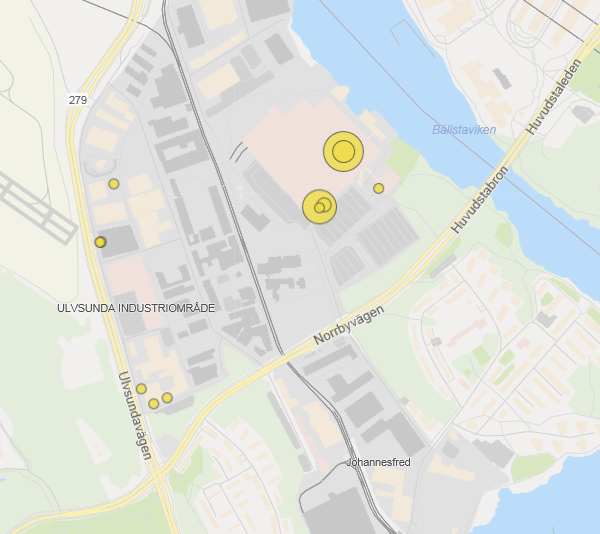 279
Huvudstaleden
Bällstaviken
Huvudstabron
ULVSUNDA INDUSTRIOMRÅDE
Norrbyvägen
Ulvsundavägen
Johannesfred